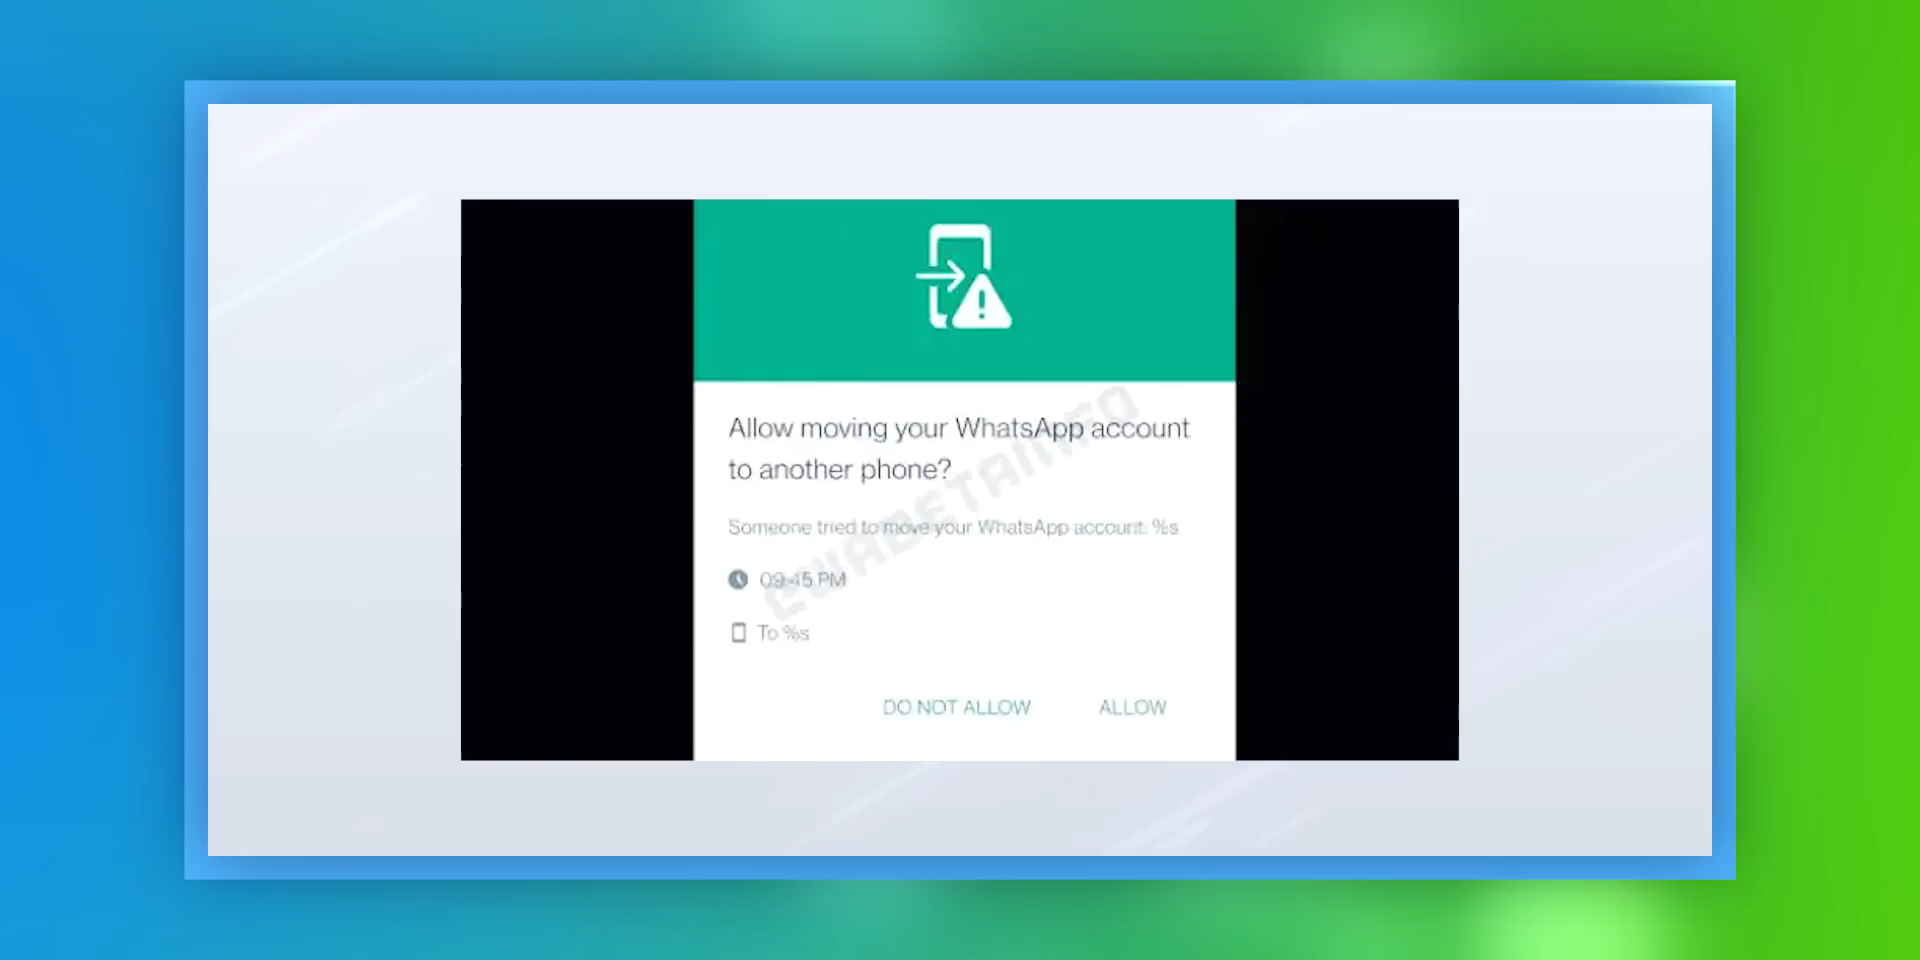 Allow moving your WhatsApp account
to another phone?
Someone tried to move your WhatsApp account: %s
09:45 PM
To %s
DO NOT ALLOW ALLOW
©WABETAINFO